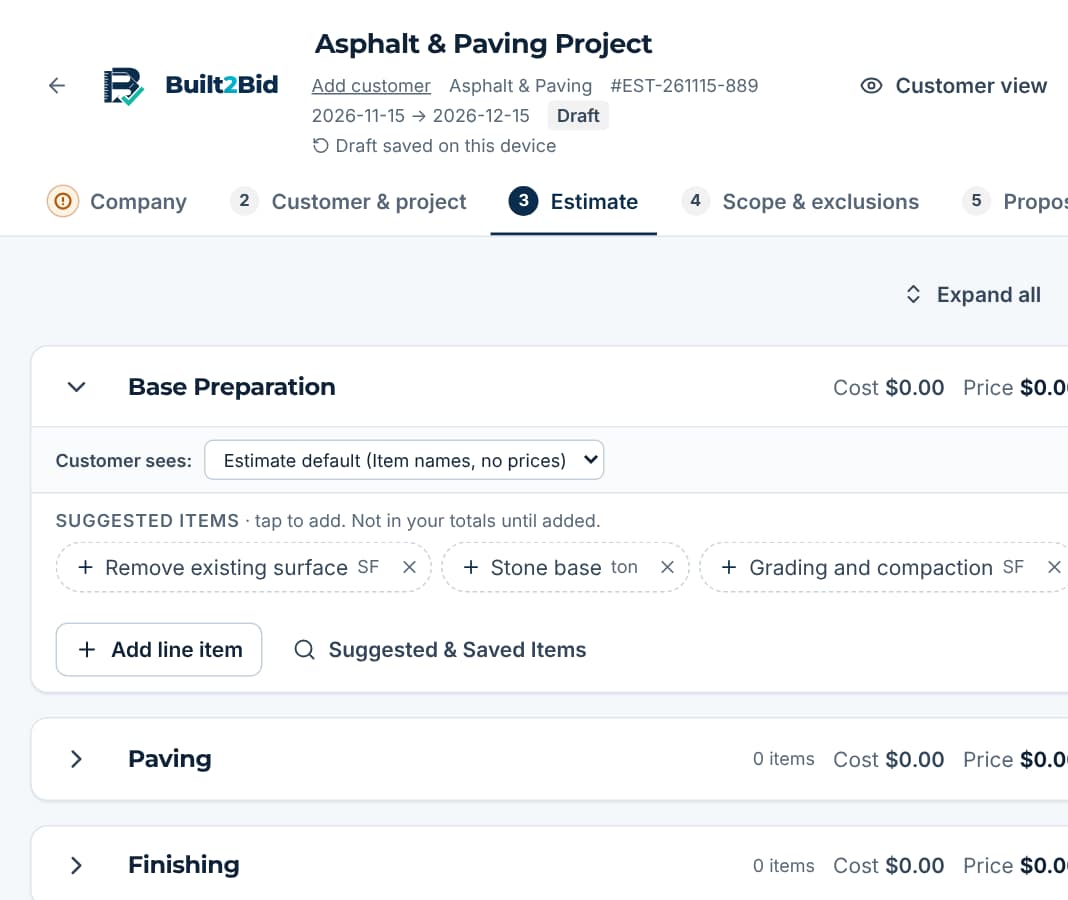 Asphalt & Paving Project
Built2Bid
Add customer Asphalt & Paving #EST-261115-889
Customer view
2026-11-15 → 2026-12-15 Draft
Draft saved on this device
Company 2 Customer & project 3 Estimate 4 Scope & exclusions 5
Expand all
Base Preparation Cost $0.00 Price
Customer sees: Estimate default (Item names, no prices)
SUGGESTED ITEMS · tap to add. Not in your totals until added.
+ Remove existing surface SF × + Stone base ton × + Grading and compaction SF ×
+ Add line item Suggested & Saved Items
Paving 0 items Cost $0.00 Price
Finishing 0 items Cost $0.00 Price